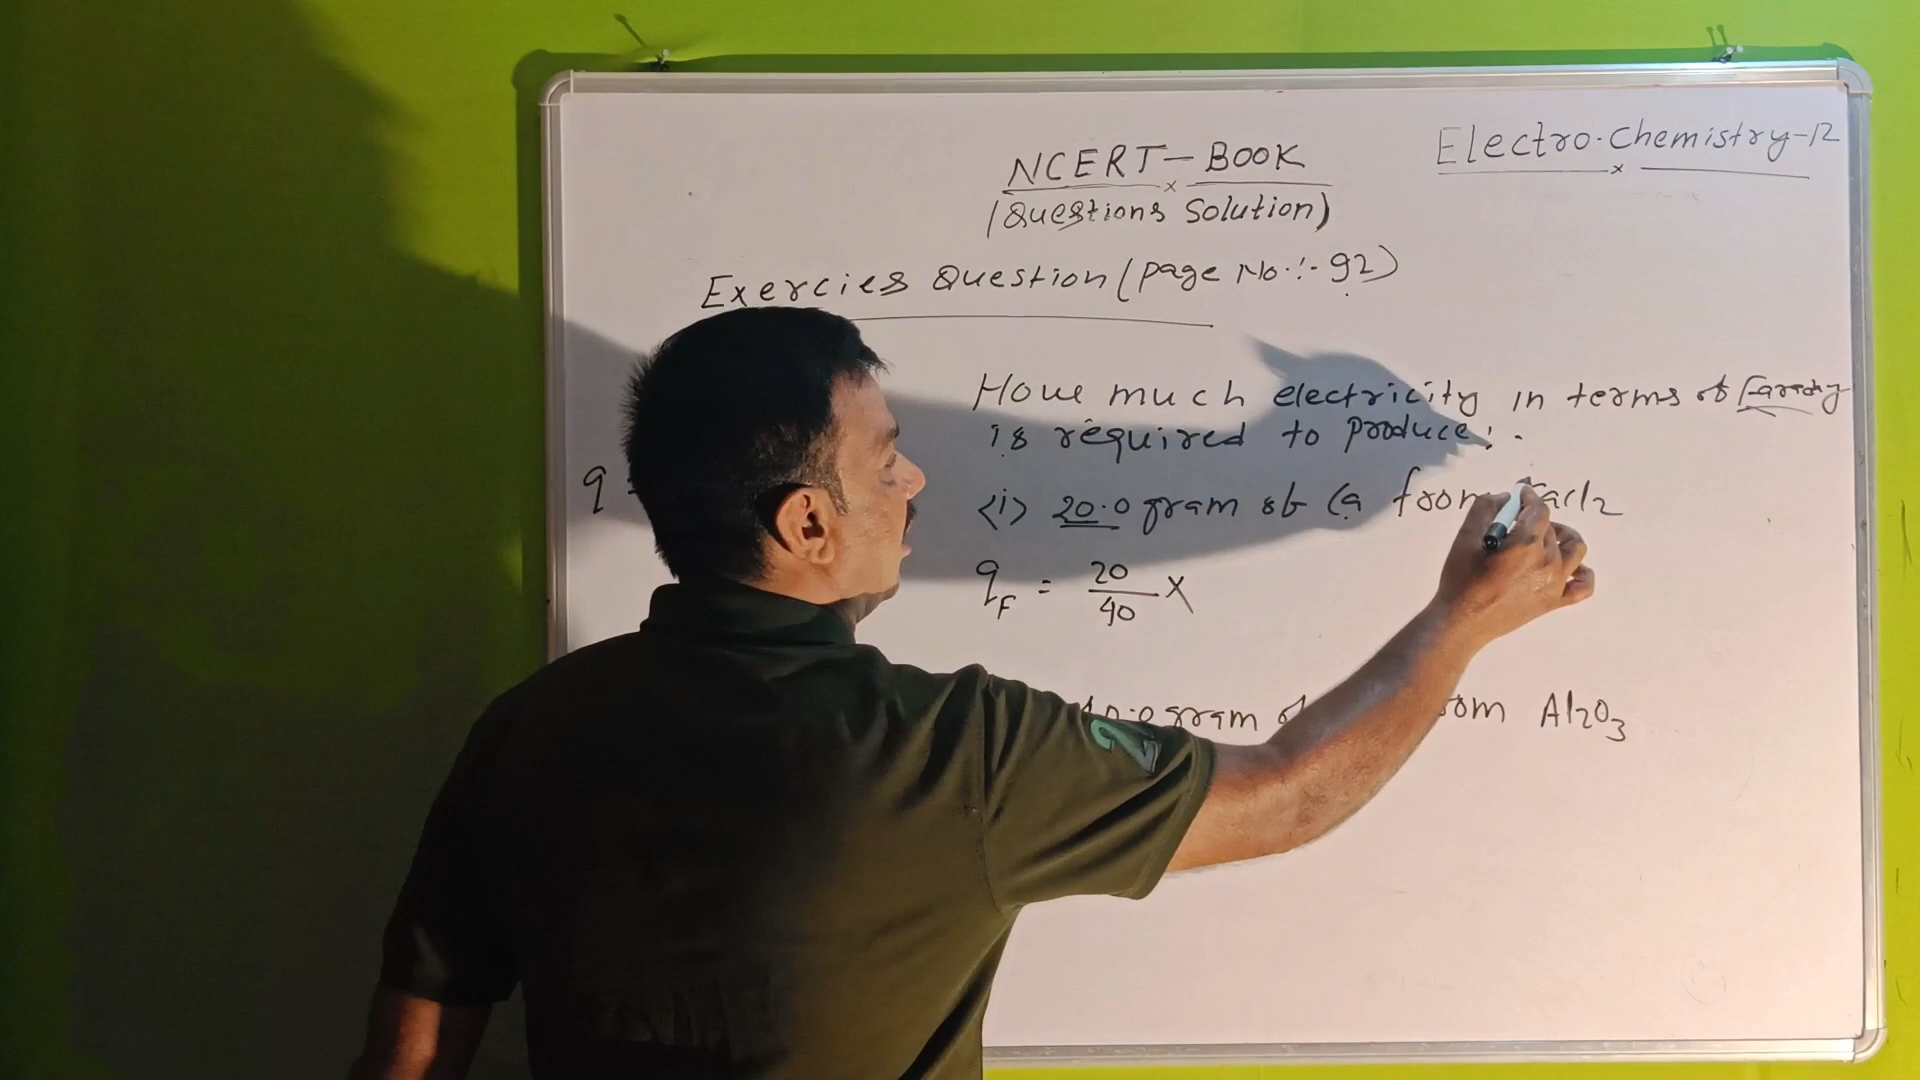 Electro.Chemistry-12
NCERT-BOOK
(Questions Solution)
Exercies Question (page No.:- 92)
How much electricity in terms of Faraday
is required to produce:-
q
<i> 20.0 gram of Ca from CaCl2
qF = 20/40 X
40.0 gram of from Al2O3
2